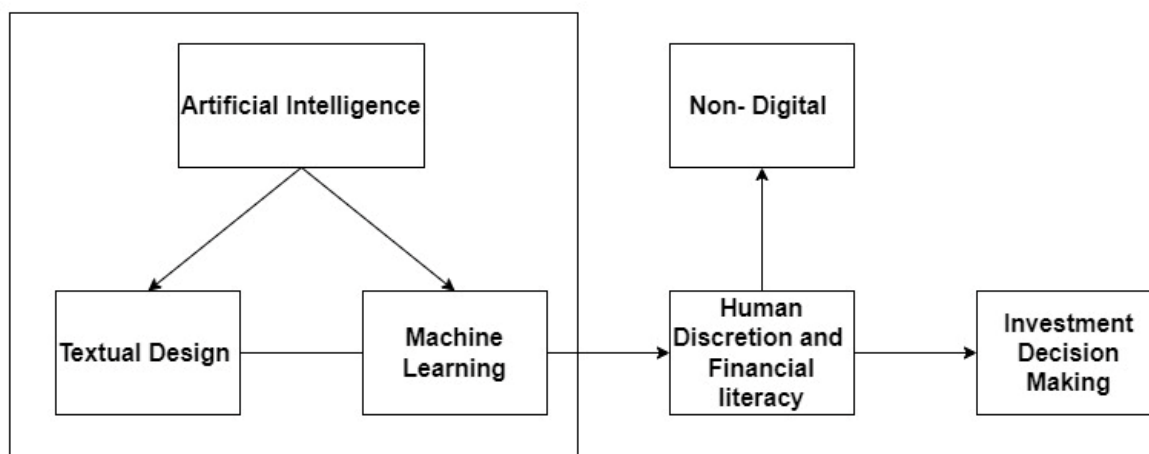 Artificial Intelligence
Non- Digital
Textual Design
Machine
Learning
Human
Discretion and
Financial
literacy
Investment
Decision
Making